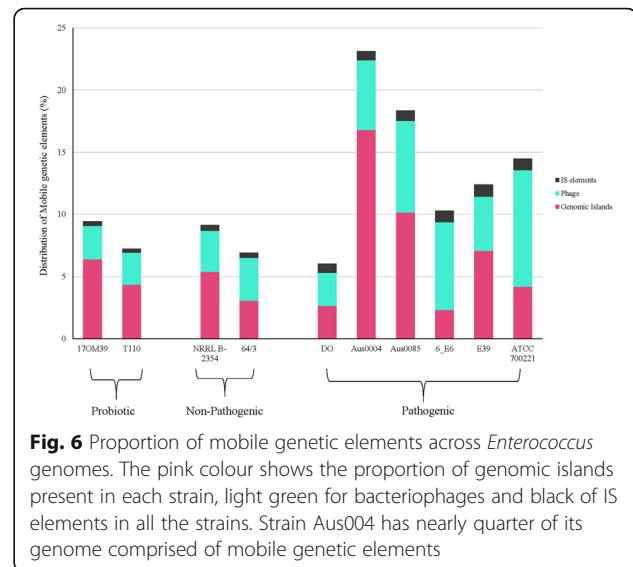 25
20
15
10
5
0
Distribution of Mobile genetic elements (%)
IS elements
Phage
Genomic Islands
17OM39 T110 NRRL B-2354 64/3 DO Aus0004 Aus0085 6_E6 E39 ATCC 700221
Probiotic Non-Pathogenic Pathogenic
Fig. 6 Proportion of mobile genetic elements across Enterococcus
genomes. The pink colour shows the proportion of genomic islands
present in each strain, light green for bacteriophages and black of IS
elements in all the strains. Strain Aus004 has nearly quarter of its
genome comprised of mobile genetic elements